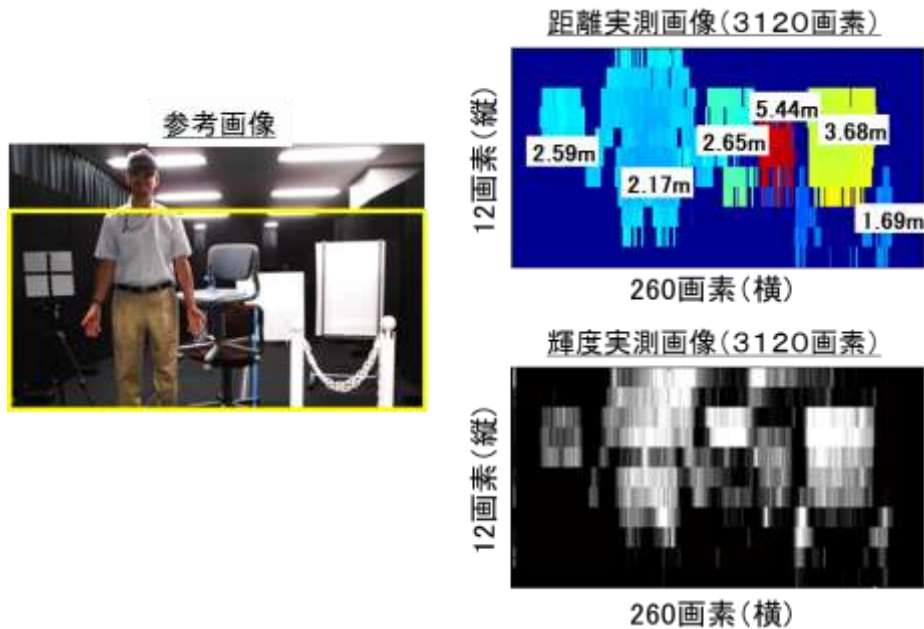 参考画像
距離実測画像(3120画素)
12画素(縦)
2.59m
2.17m
2.65m
5.44m
3.68m
1.69m
260画素(横)
輝度実測画像(3120画素)
12画素(縦)
260画素(横)